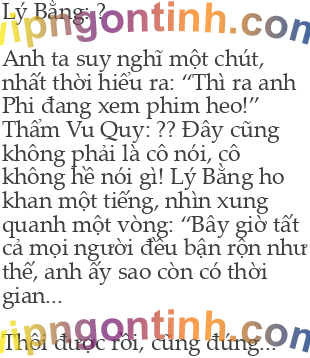 Lý Bằng: ?
vipngontinh.com
Anh ta suy nghĩ một chút,
nhất thời hiểu ra: “Thì ra anh
Phi đang xem phim heo!”
Thẩm Vu Quy: ?? Đây cũng
không phải là cô nói, cô
không hề nói gì! Lý Bằng ho
khan một tiếng, nhìn xung
quanh một vòng: “Bây giờ tất
cả mọi người đều bận rộn như
thế, anh ấy sao còn có thời
gian...
vipngontinh.com
Thôi được rồi, cũng đúng...